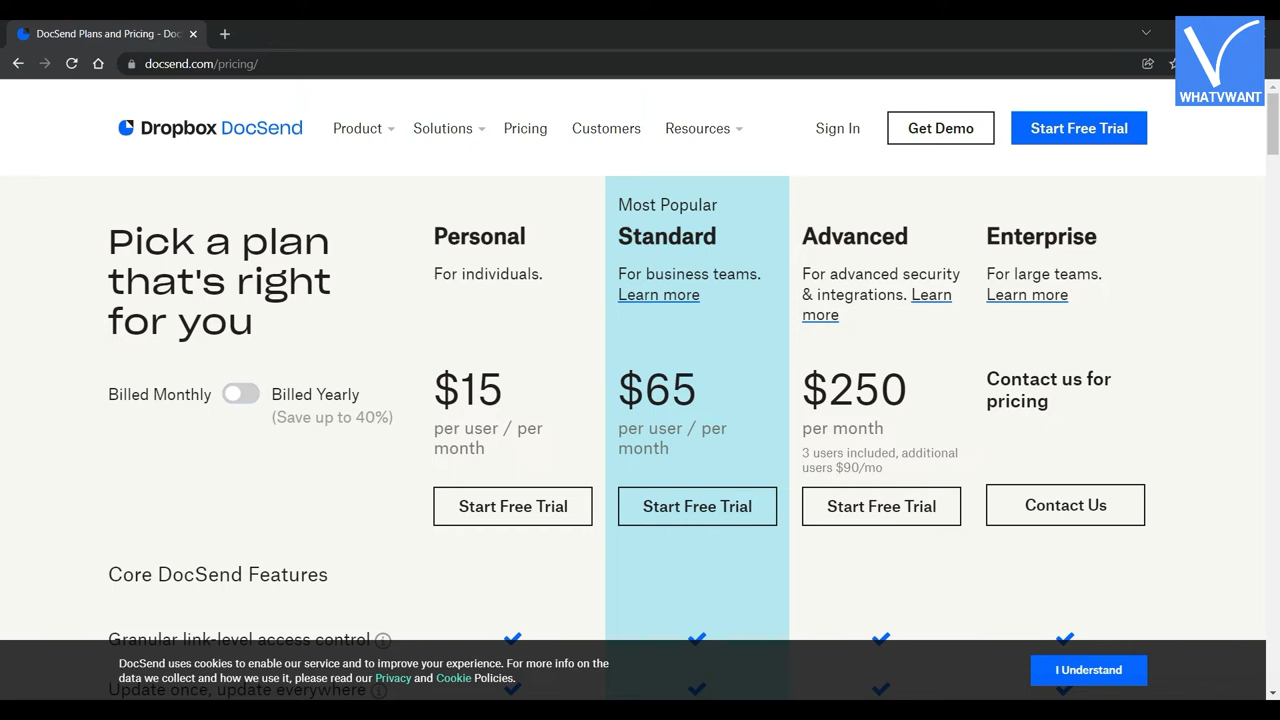 DocSend Plans and Pricing - Doc
docsend.com/pricing/
WHATVWANT
Dropbox DocSend
Product
Solutions
Pricing
Customers
Resources
Sign In
Get Demo
Start Free Trial
Pick a plan
that's right
for you
Billed Monthly
Billed Yearly
(Save up to 40%)
Personal
For individuals.
$15
per user / per
month
Start Free Trial
Most Popular
Standard
For business teams.
Learn more
$65
per user / per
month
Start Free Trial
Advanced
For advanced security
& integrations. Learn
more
$250
per month
3 users included, additional
users $90/mo
Start Free Trial
Enterprise
For large teams.
Learn more
Contact us for
pricing
Contact Us
Core DocSend Features
Granular link-level access control
Update once, update everywhere
DocSend uses cookies to enable our service and to improve your experience. For more info on the
data we collect and how we use it, please read our Privacy and Cookie Policies.
I Understand